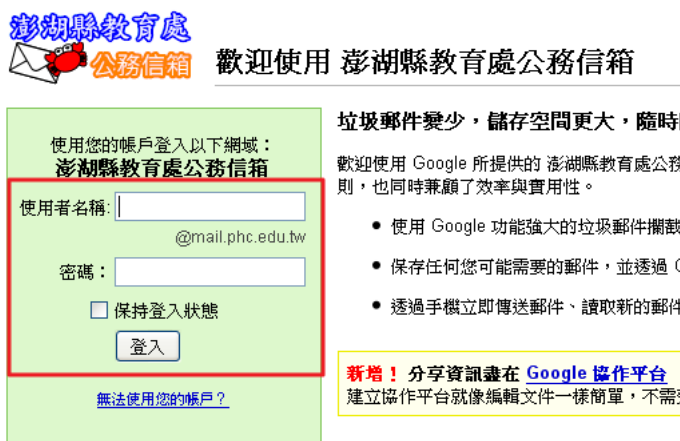 澎湖縣教育處
公務信箱
歡迎使用 澎湖縣教育處公務信箱
使用您的帳戶登入以下網域：
澎湖縣教育處公務信箱
使用者名稱:
@mail.phc.edu.tw
密碼：
保持登入狀態
登入
無法使用您的帳戶？
垃圾郵件變少，儲存空間更大，隨時
歡迎使用 Google 所提供的 澎湖縣教育處公務
則，也同時兼顧了效率與實用性。
• 使用 Google 功能強大的垃圾郵件攔截
• 保存任何您可能需要的郵件，並透過
• 透過手機立即傳送郵件、讀取新的郵件
新增！ 分享資訊盡在 Google 協作平台
建立協作平台就像編輯文件一樣簡單，不需